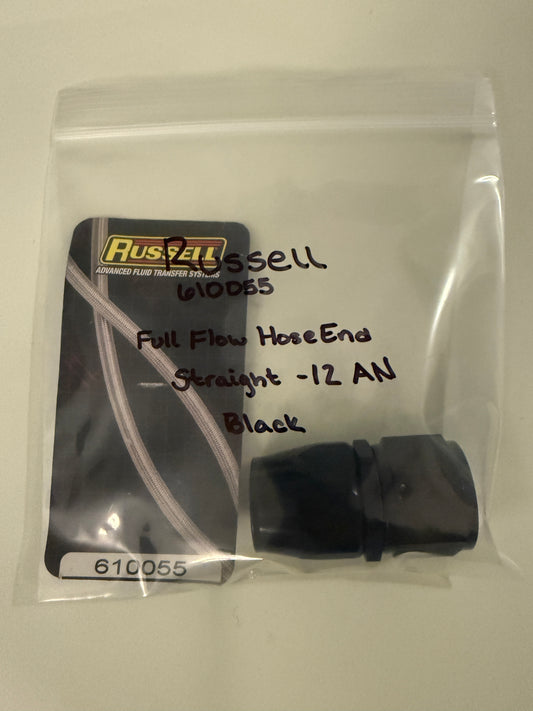 RUSSELL
ADVANCED FLUID TRANSFER SYSTEMS
Russell
610055
Full Flow Hose End
Straight -12 AN
Black
610055